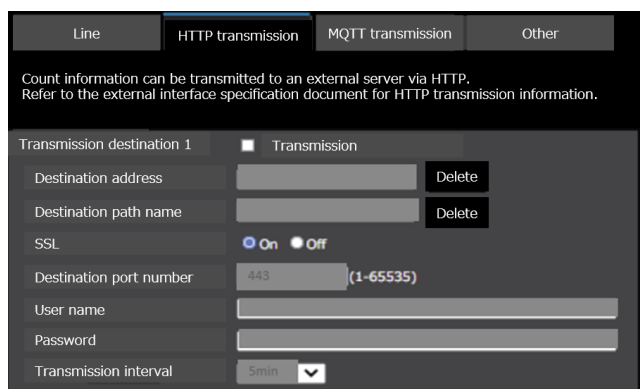 Line HTTP transmission MQTT transmission Other
Count information can be transmitted to an external server via HTTP.
Refer to the external interface specification document for HTTP transmission information.
Transmission destination 1 Transmission
Destination address Delete
Destination path name Delete
SSL On Off
Destination port number 443 (1-65535)
User name
Password
Transmission interval 5min